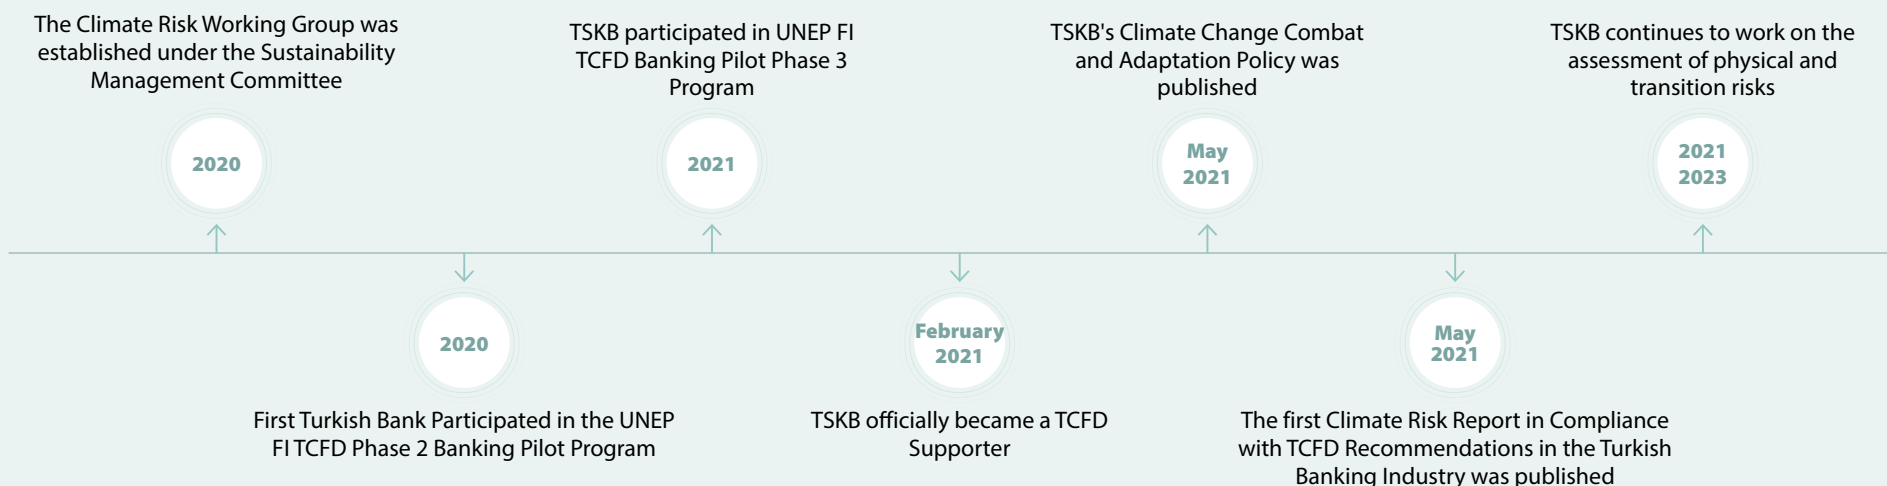 The Climate Risk Working Group was
established under the Sustainability
Management Committee
2020
First Turkish Bank Participated in the UNEP
FI TCFD Phase 2 Banking Pilot Program
2020
TSKB participated in UNEP FI
TCFD Banking Pilot Phase 3
Program
2021
February
2021
TSKB officially became a TCFD
Supporter
TSKB's Climate Change Combat
and Adaptation Policy was
published
May
2021
May
2021
The first Climate Risk Report in Compliance
with TCFD Recommendations in the Turkish
Banking Industry was published
TSKB continues to work on the
assessment of physical and
transition risks
2021
2023